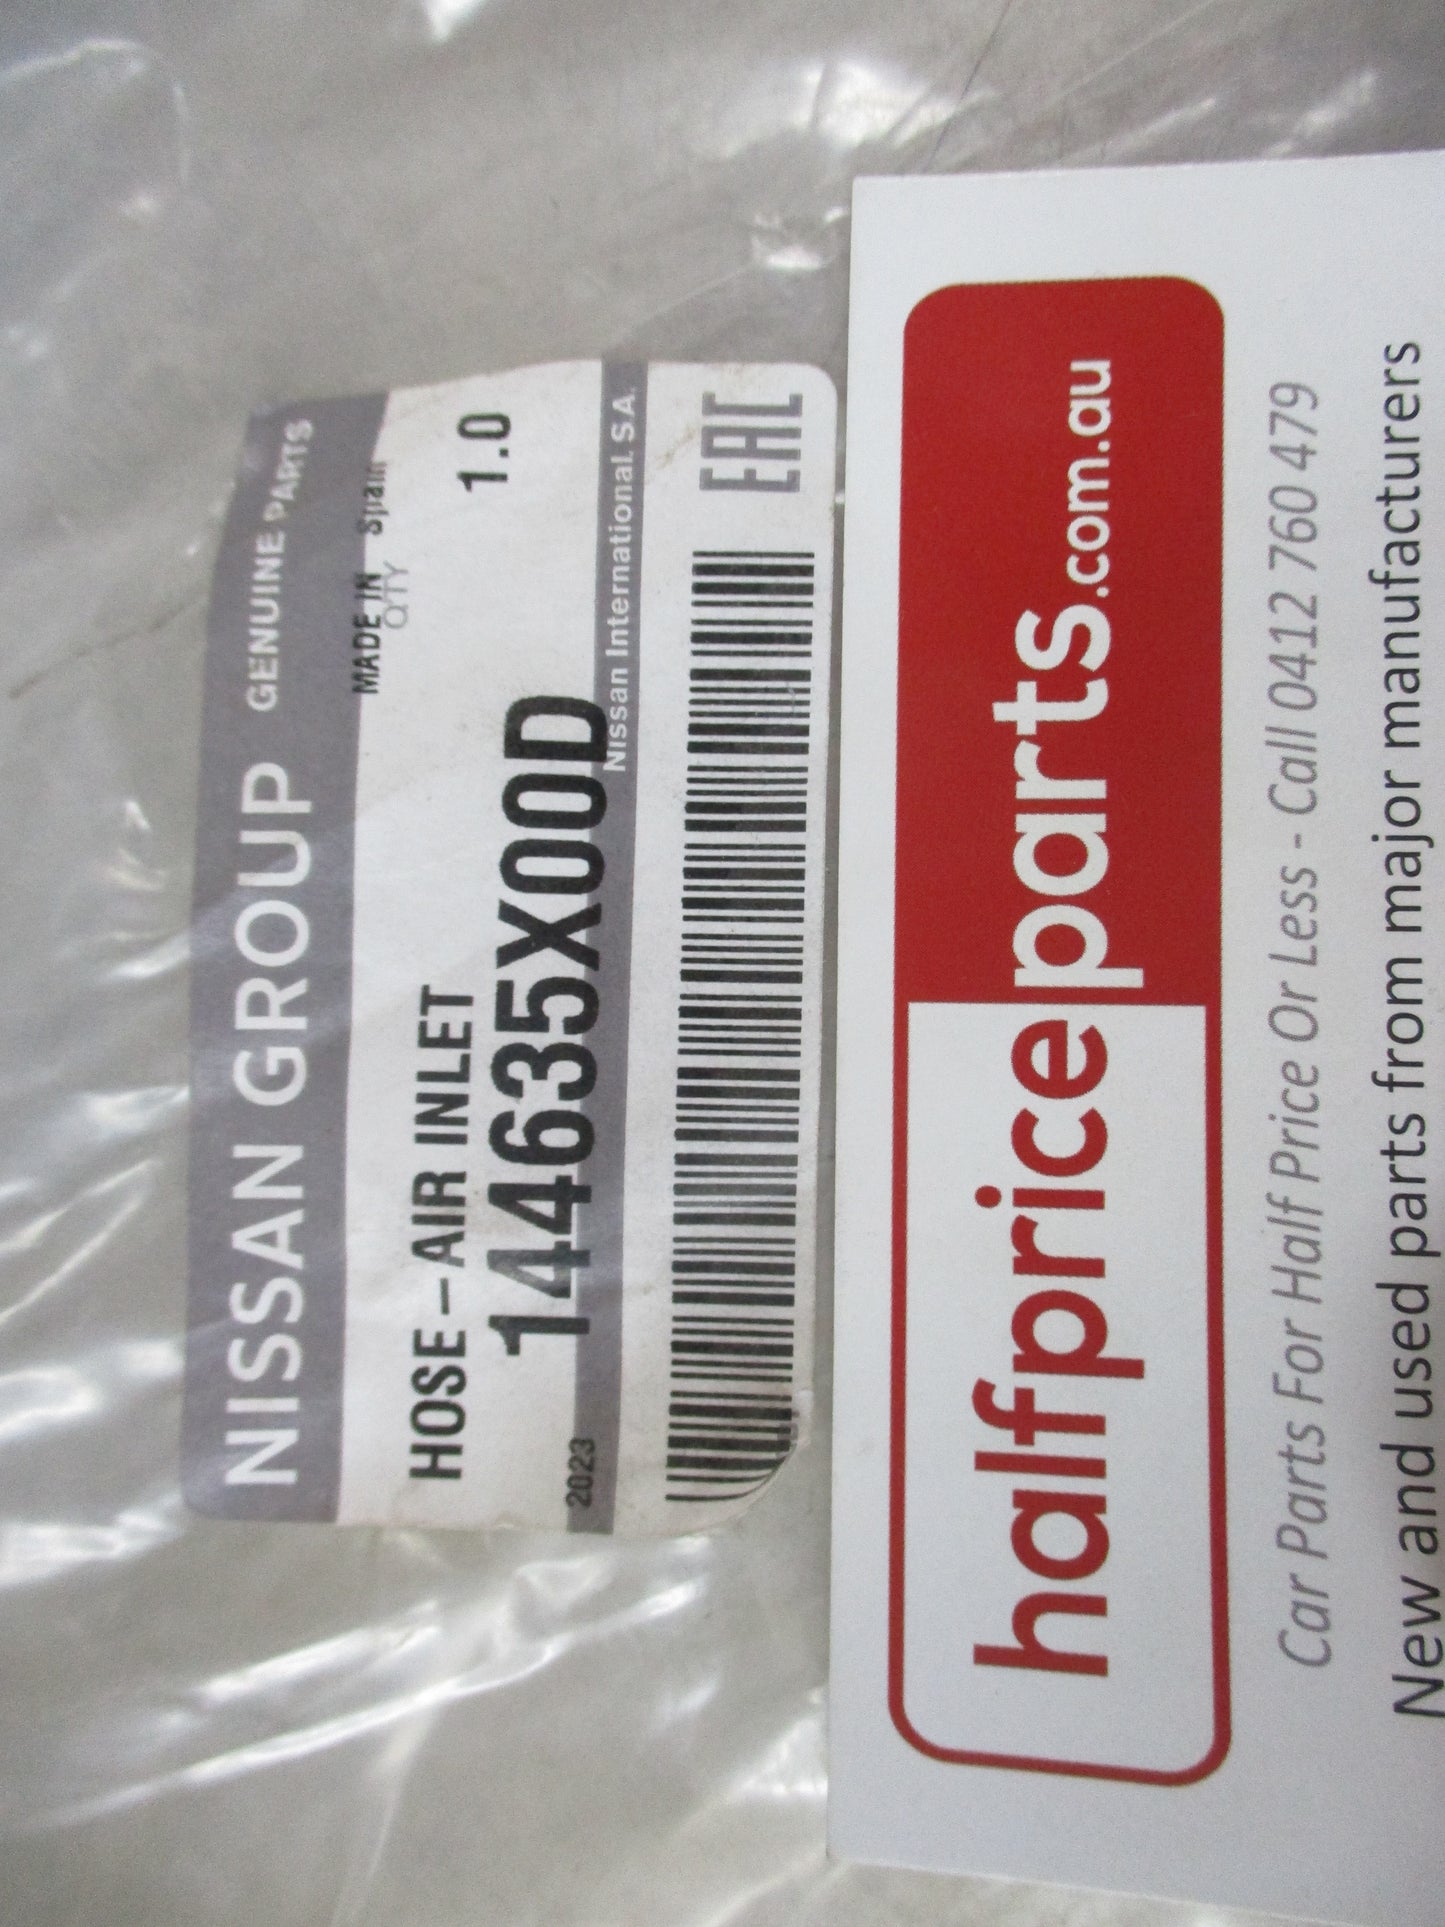 NISSAN GROUP GENUINE PARTS
MADE IN Spain
QTY
HOSE-AIR INLET 1.0
144635X00D
2023 Nissan International. S.A.
EAC
halfpriceparts.com.au
Car Parts For Half Price Or Less - Call 0412 760 479
New and used parts from major manufacturers